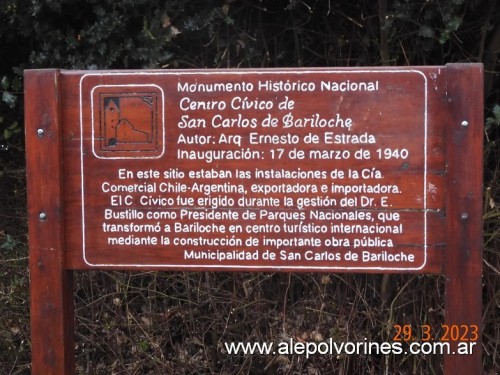 Monumento Histórico Nacional
Centro Cívico de
San Carlos de Bariloche
Autor: Arq Ernesto de Estrada
Inauguración: 17 de marzo de 1940
En este sitio estaban las instalaciones de la Cía.
Comercial Chile-Argentina, exportadora e importadora.
El C Cívico fue erigido durante la gestión del Dr. E.
Bustillo como Presidente de Parques Nacionales, que
transformó a Bariloche en centro turístico internacional
mediante la construcción de importante obra pública
Municipalidad de San Carlos de Bariloche
29. 3. 2023
www.alepolvorines.com.ar